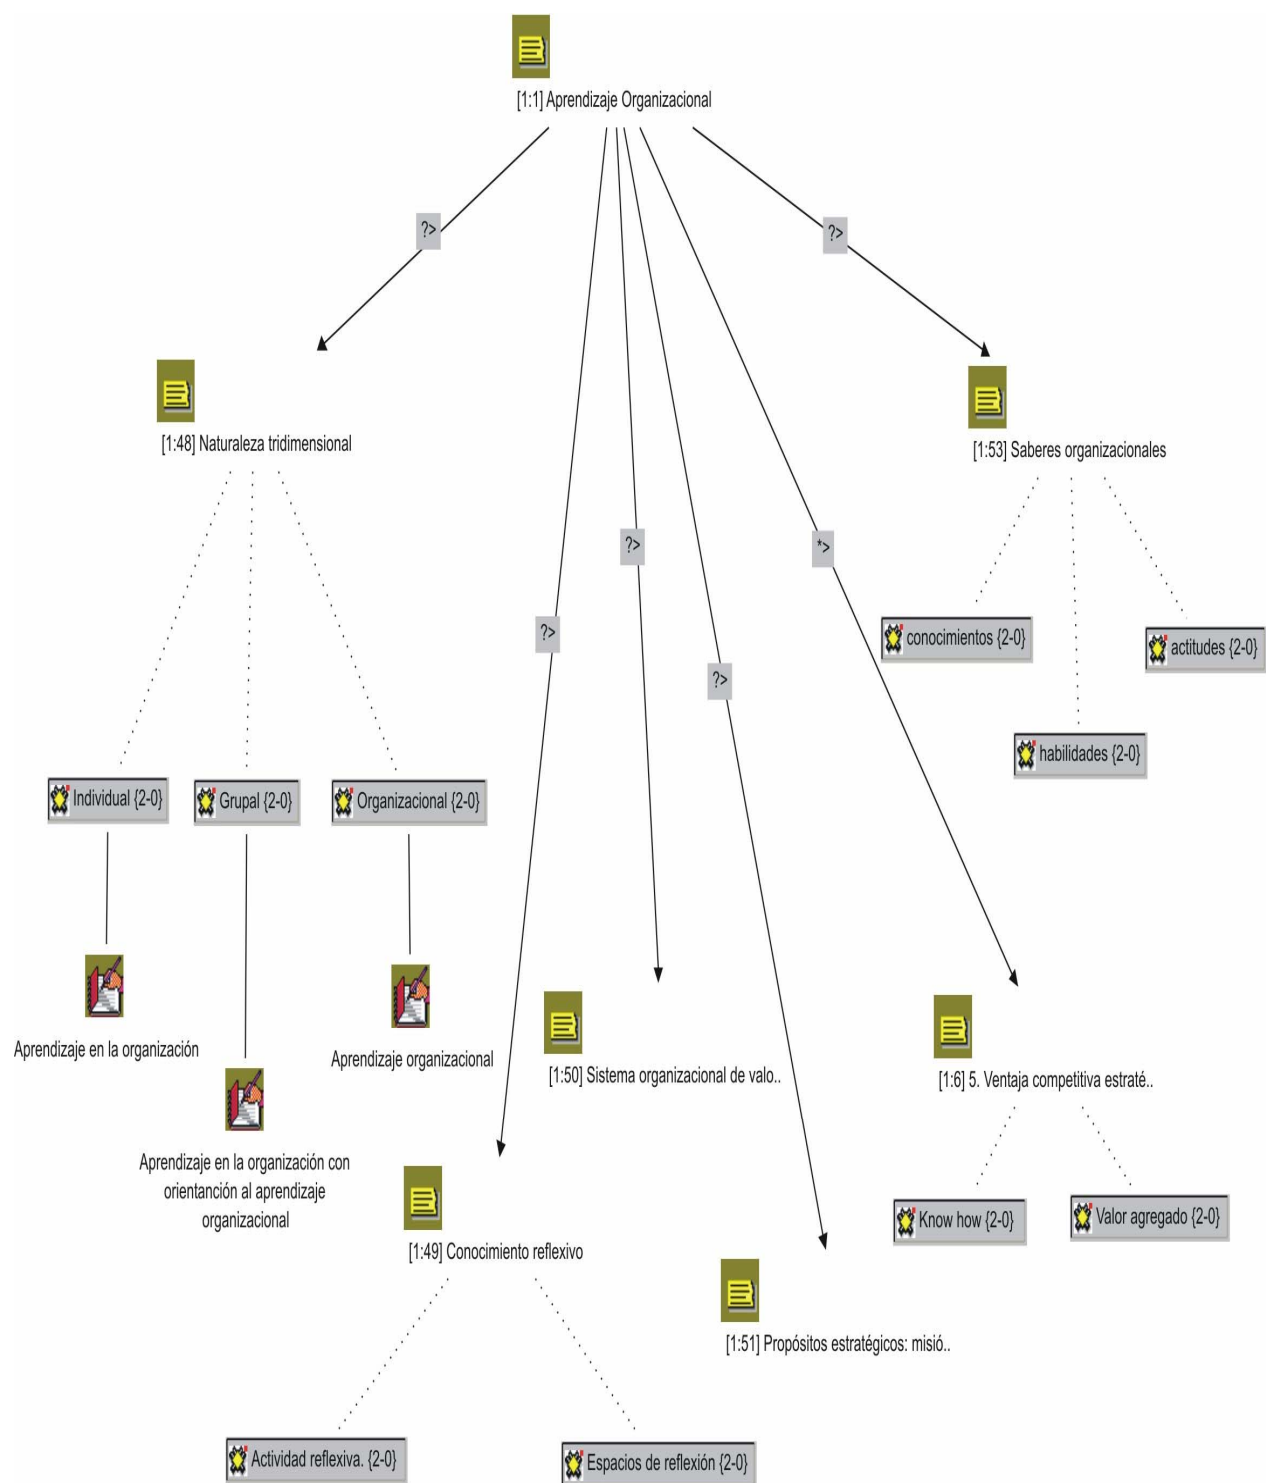 [1:1] Aprendizaje Organizacional
?>
?>
[1:48] Naturaleza tridimensional
[1:53] Saberes organizacionales
?>
*>
?>
?>
conocimientos {2-0}
actitudes {2-0}
habilidades {2-0}
Individual {2-0}
Grupal {2-0}
Organizacional {2-0}
Aprendizaje en la organización
Aprendizaje organizacional
[1:50] Sistema organizacional de valo..
[1:6] 5. Ventaja competitiva estraté..
Aprendizaje en la organización con
orientanción al aprendizaje
organizacional
Know how {2-0}
Valor agregado {2-0}
[1:49] Conocimiento reflexivo
[1:51] Propósitos estratégicos: misió..
Actividad reflexiva. {2-0}
Espacios de reflexión {2-0}